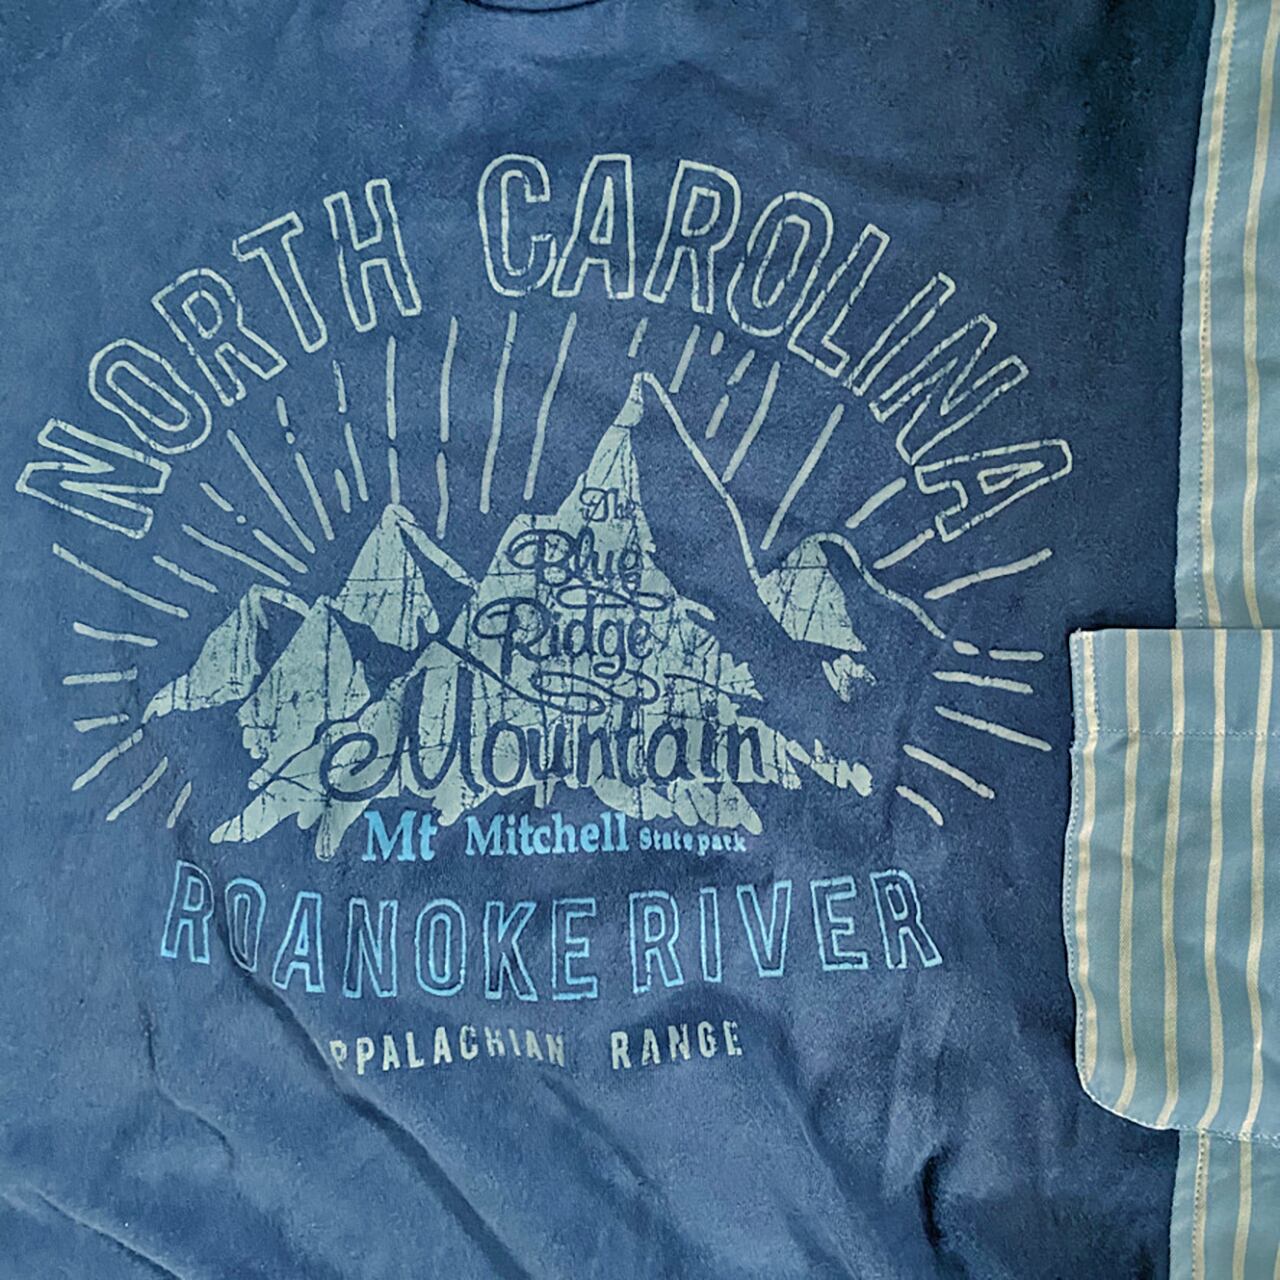 NORTH CAROLINA
The
Blue
Ridge
Mountain
Mt Mitchell State park
ROANOKE RIVER
PPALACHIAN RANGE